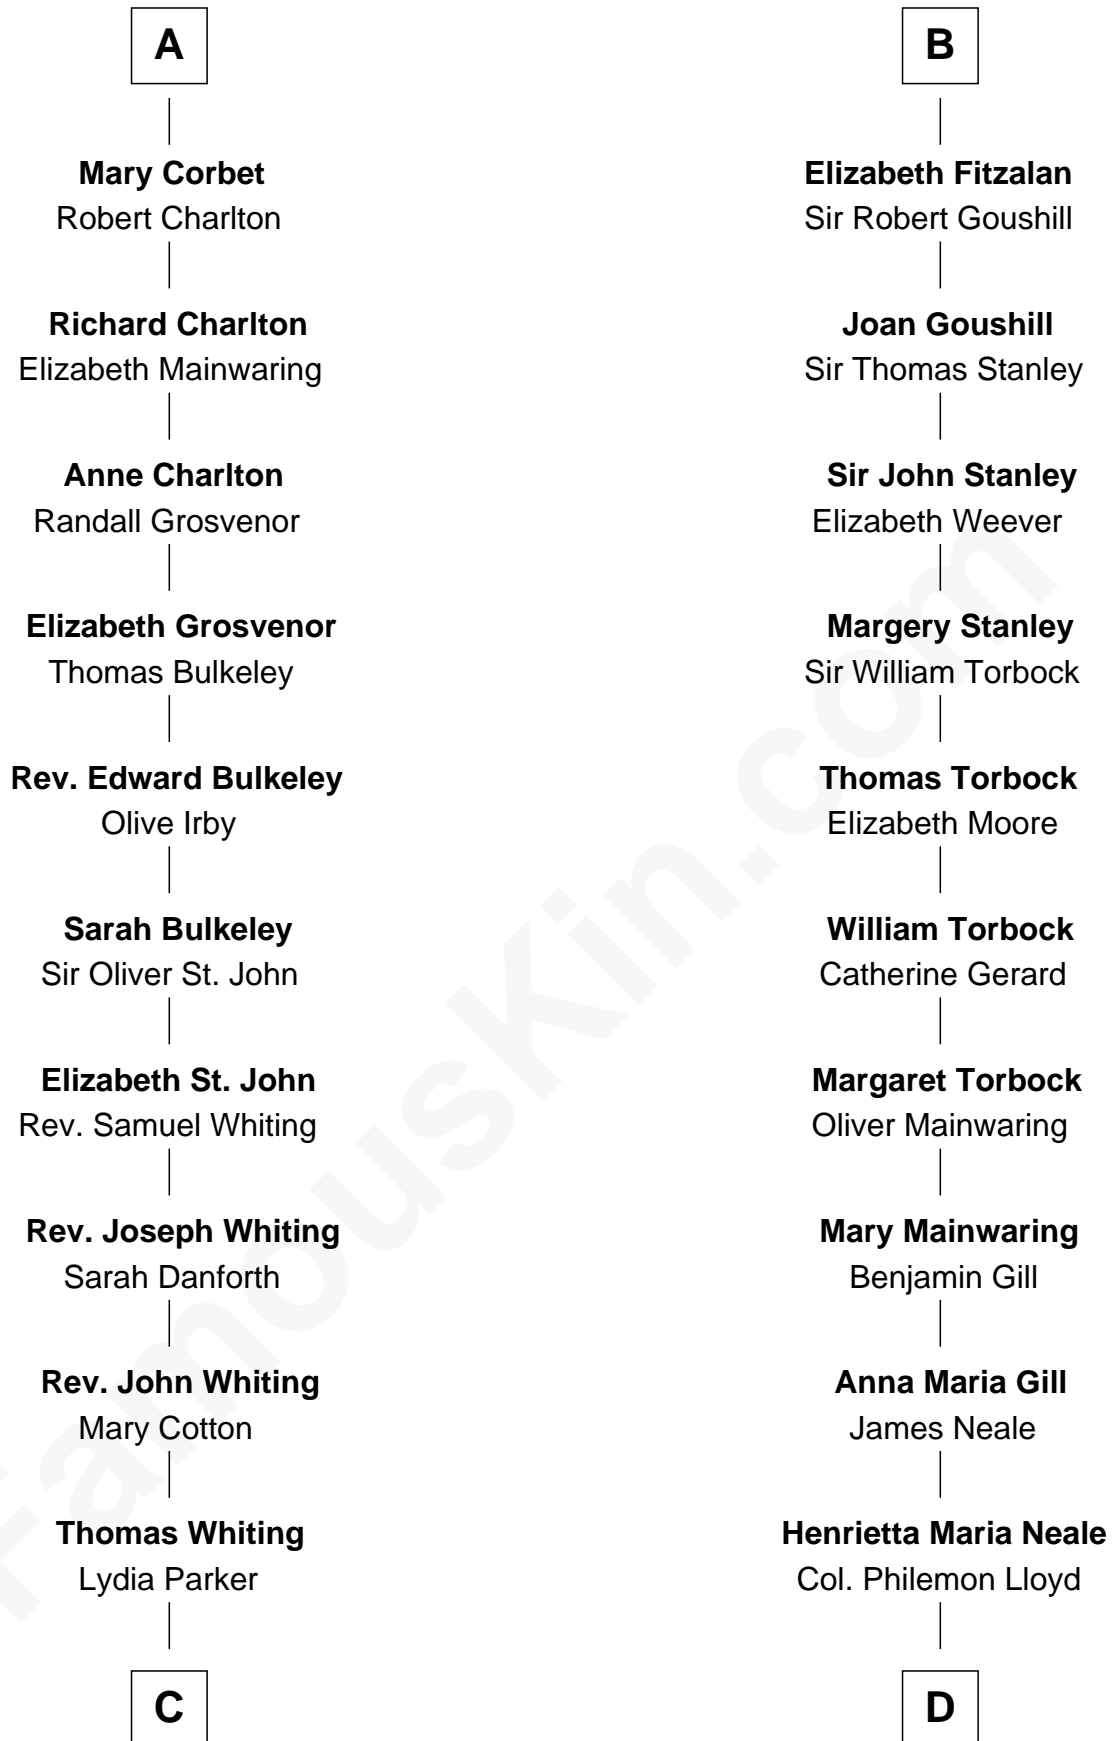 A
Mary Corbet
Robert Charlton
Richard Charlton
Elizabeth Mainwaring
Anne Charlton
Randall Grosvenor
Elizabeth Grosvenor
Thomas Bulkeley
Rev. Edward Bulkeley
Olive Irby
Sarah Bulkeley
Sir Oliver St. John
Elizabeth St. John
Rev. Samuel Whiting
Rev. Joseph Whiting
Sarah Danforth
Rev. John Whiting
Mary Cotton
Thomas Whiting
Lydia Parker
C
B
Elizabeth Fitzalan
Sir Robert Goushill
Joan Goushill
Sir Thomas Stanley
Sir John Stanley
Elizabeth Weever
Margery Stanley
Sir William Torbock
Thomas Torbock
Elizabeth Moore
William Torbock
Catherine Gerard
Margaret Torbock
Oliver Mainwaring
Mary Mainwaring
Benjamin Gill
Anna Maria Gill
James Neale
Henrietta Maria Neale
Col. Philemon Lloyd
D
FamousKin.com